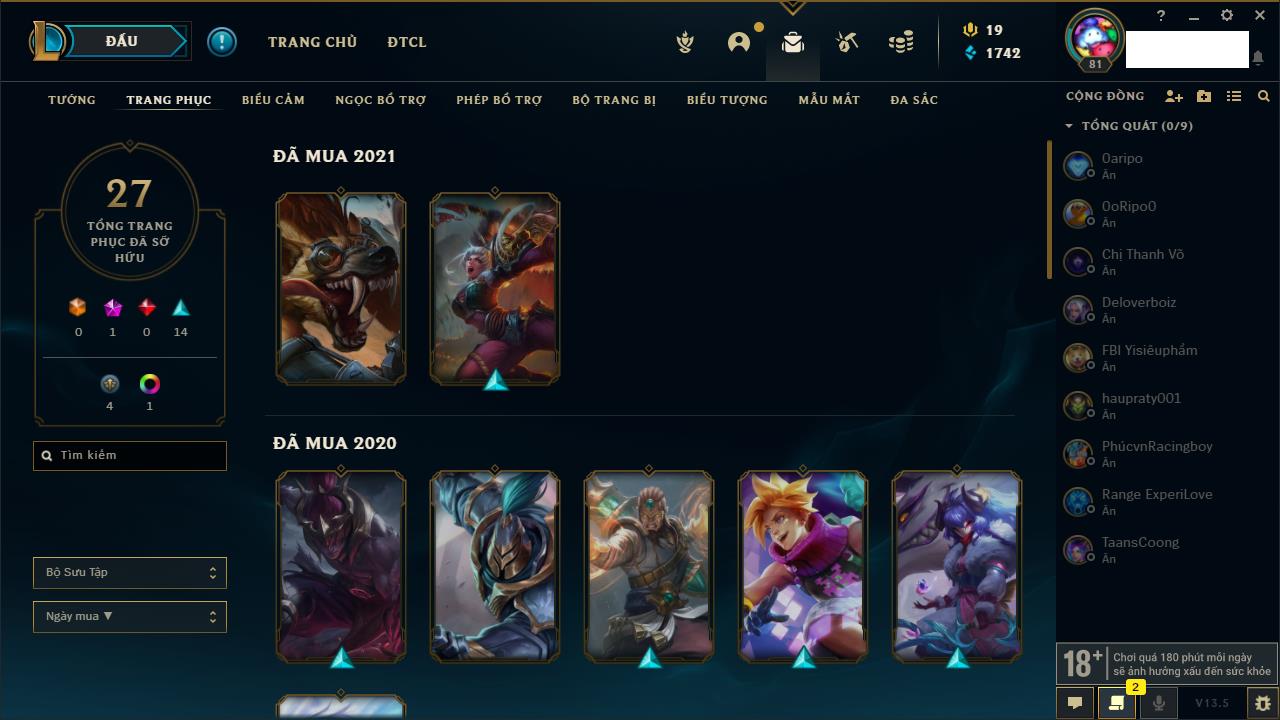 ĐẤU
TRANG CHỦ
ĐTCL
19
1742
?
81
TƯỚNG
TRANG PHỤC
BIỂU CẢM
NGỌC BỔ TRỢ
PHÉP BỔ TRỢ
BỘ TRANG BỊ
BIỂU TƯỢNG
MẪU MẮT
ĐA SẮC
27
TỔNG TRANG
PHỤC ĐÃ SỞ
HỮU
0
1
0
14
4
1
Tìm kiếm
Bộ Sưu Tập
Ngày mua ▼
ĐÃ MUA 2021
ĐÃ MUA 2020
CỘNG ĐỒNG
TỔNG QUÁT (0/9)
0aripo
Ẩn
0oRipo0
Ẩn
Chị Thanh Võ
Ẩn
Deloverboiz
Ẩn
FBI Yisiêuphẩm
Ẩn
haupraty001
Ẩn
PhúcvnRacingboy
Ẩn
Range ExperiLove
Ẩn
TaansCoong
Ẩn
18+
Chơi quá 180 phút mỗi ngày
sẽ ảnh hưởng xấu đến sức khỏe
2
V13.5